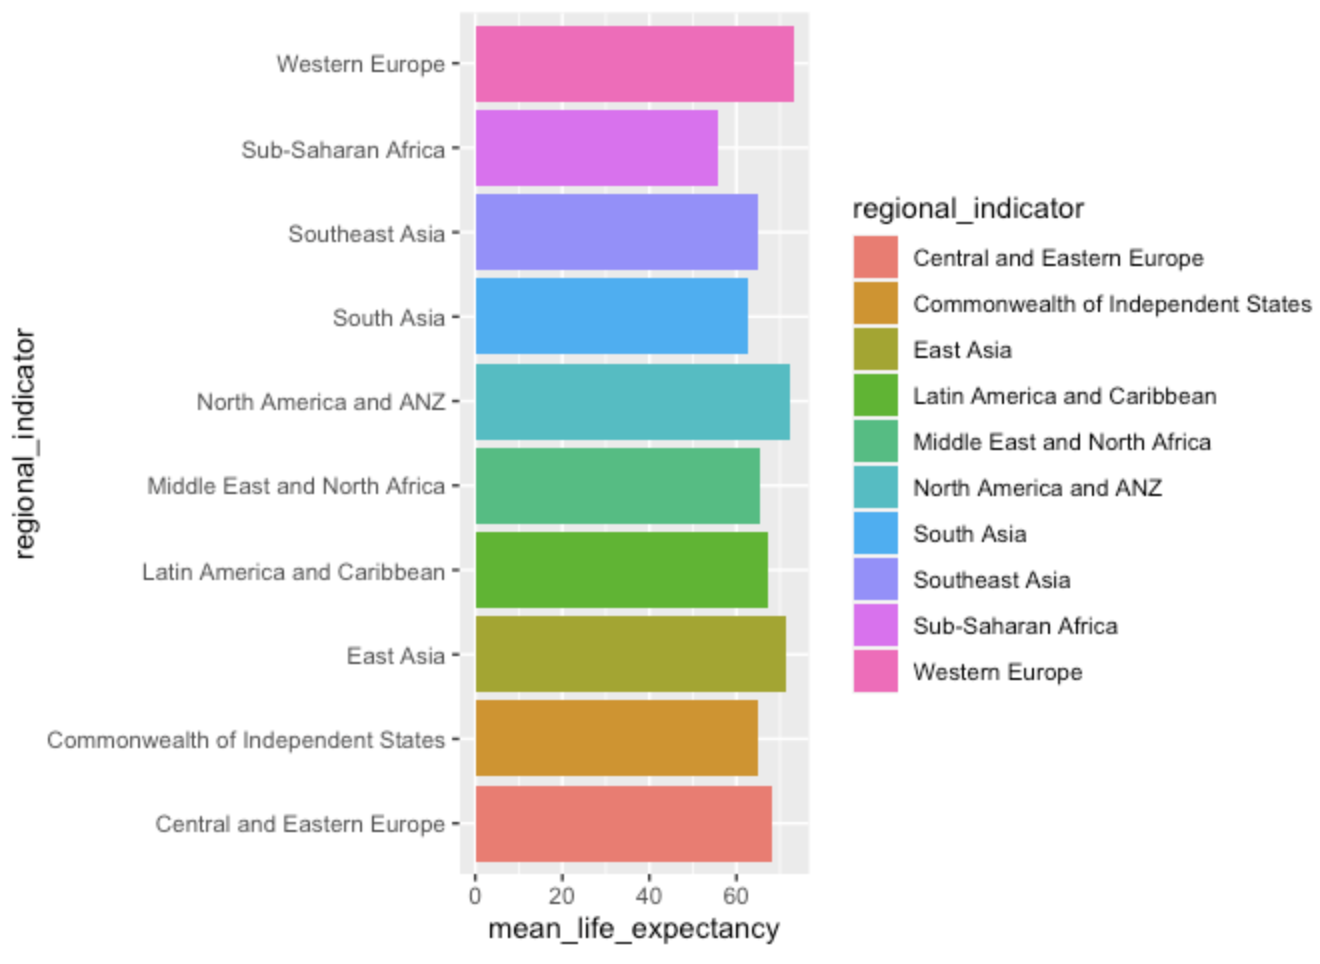 Western Europe
Sub-Saharan Africa
Southeast Asia
South Asia
North America and ANZ
Middle East and North Africa
Latin America and Caribbean
East Asia
Commonwealth of Independent States
Central and Eastern Europe
regional_indicator
0 20 40 60
mean_life_expectancy
regional_indicator
Central and Eastern Europe
Commonwealth of Independent States
East Asia
Latin America and Caribbean
Middle East and North Africa
North America and ANZ
South Asia
Southeast Asia
Sub-Saharan Africa
Western Europe